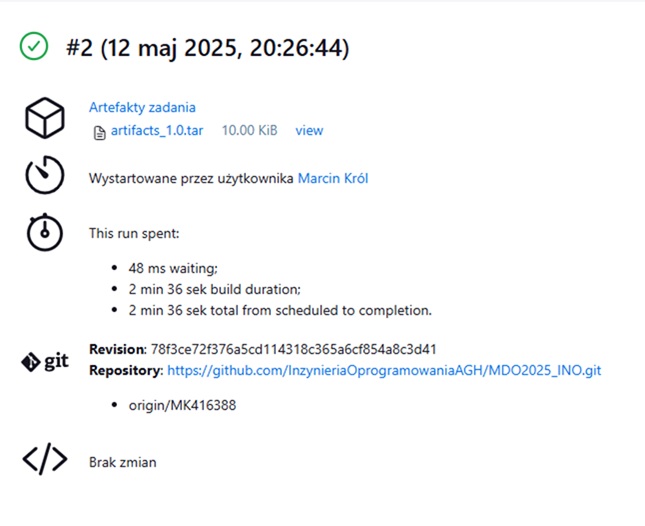 #2 (12 maj 2025, 20:26:44)
Artefakty zadania
artifacts_1.0.tar 10.00 KiB view
Wystartowane przez użytkownika Marcin Król
This run spent:
• 48 ms waiting;
• 2 min 36 sek build duration;
• 2 min 36 sek total from scheduled to completion.
git
Revision: 78f3ce72f376a5cd114318c365a6cf854a8c3d41
Repository: https://github.com/InzynieriaOprogramowaniaAGH/MDO2025_INO.git
• origin/MK416388
Brak zmian